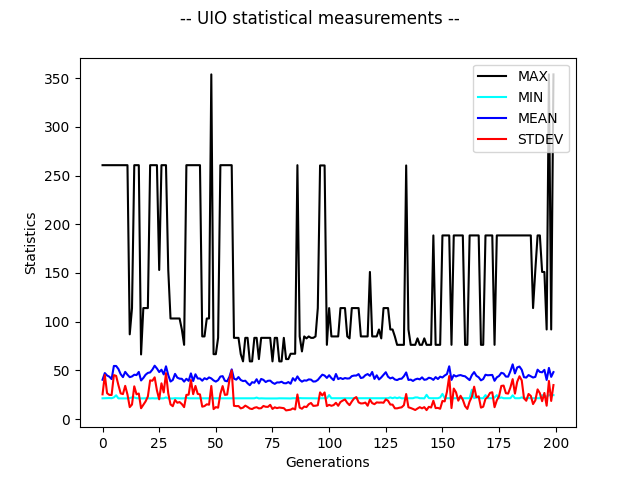 -- UIO statistical measurements --
350
300
250
200
150
100
50
0
Statistics
MAX
MIN
MEAN
STDEV
0 25 50 75 100 125 150 175 200
Generations